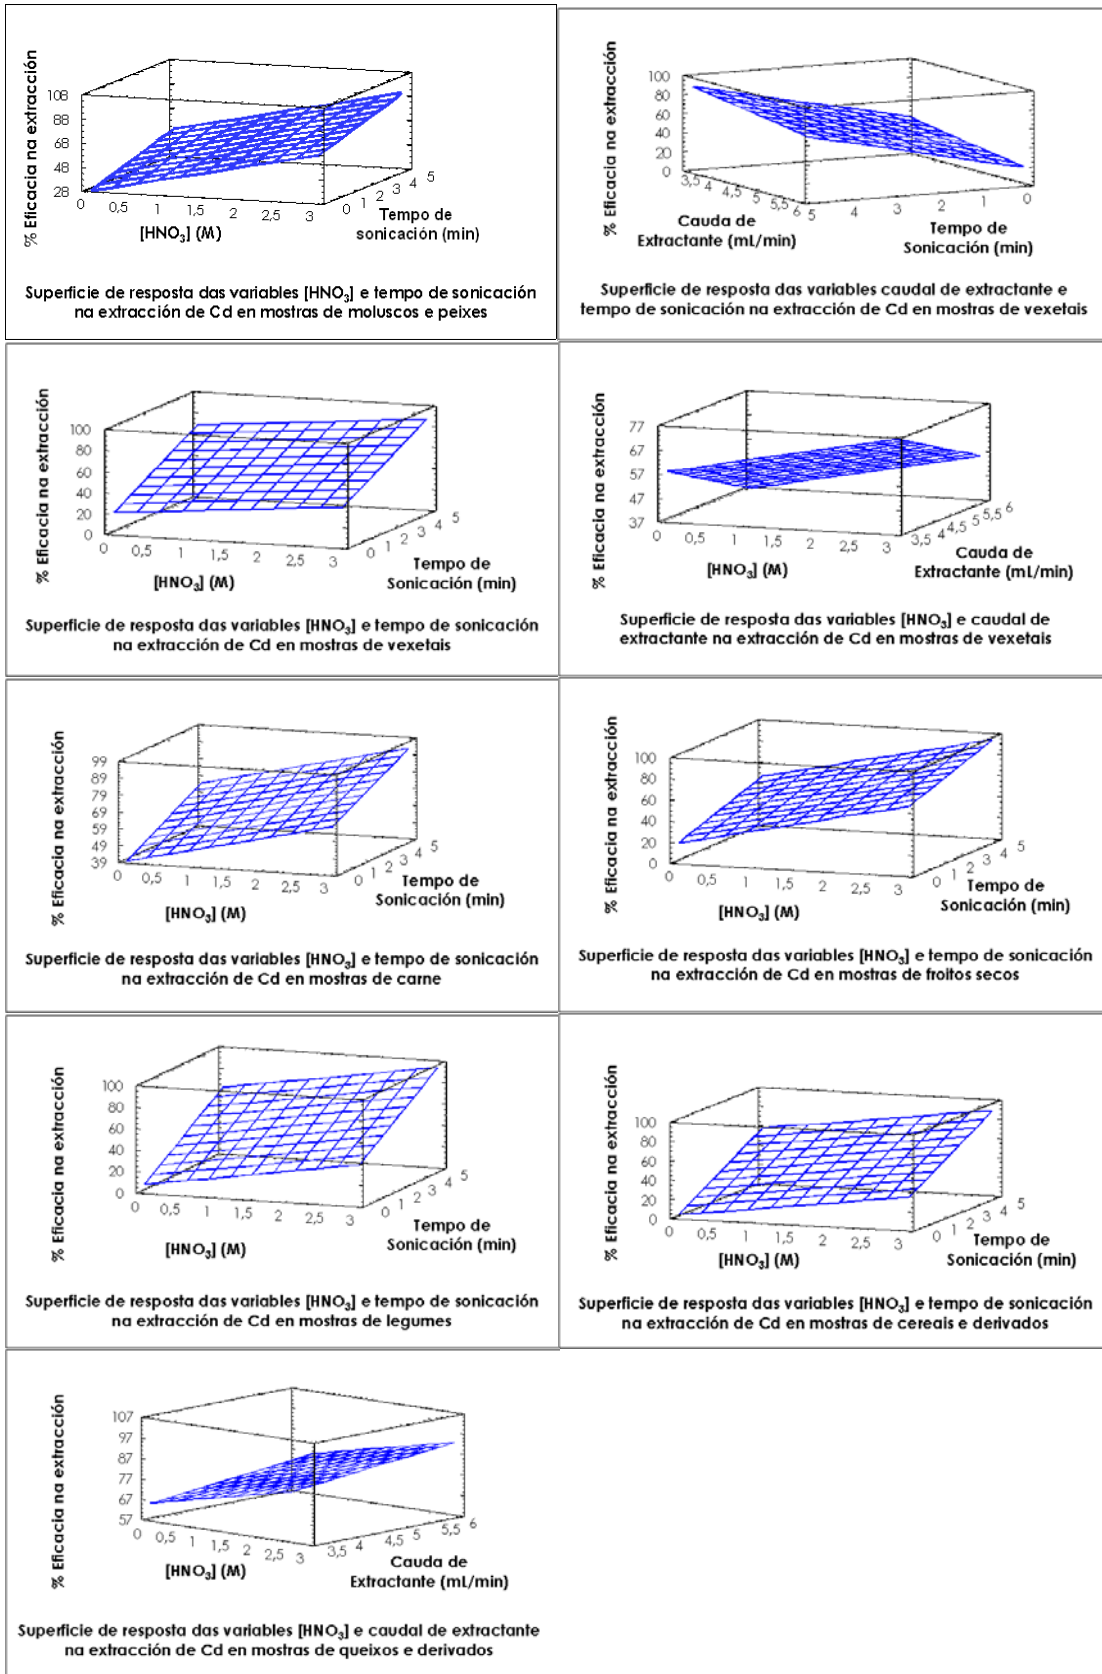 % Eficacia na extracción
108
88
68
48
28
0
0,5
1
1,5
2
2,5
3
0 1 2 3 4 5
[HNO3] (M)
Tempo de
sonicación (min)
Superficie de resposta das variables [HNO3] e tempo de sonicación
na extracción de Cd en mostras de moluscos e peixes
% Eficacia na extracción
100
80
60
40
20
0
3,5 4 4,5 5 5,5 6
5 4 3 2 1 0
Cauda de
Extractante (mL/min)
Tempo de
Sonicación (min)
Superficie de resposta das variables caudal de extractante e
tempo de sonicación na extracción de Cd en mostras de vexetais
% Eficacia na extracción
100
80
60
40
20
0
0 0,5 1 1,5 2 2,5 3
0 1 2 3 4 5
[HNO3] (M)
Tempo de
Sonicación (min)
Superficie de resposta das variables [HNO3] e tempo de sonicación
na extracción de Cd en mostras de vexetais
% Eficacia na extracción
77
67
57
47
37
0 0,5 1 1,5 2 2,5 3
3,5 4 4,5 5 5,5 6
[HNO3] (M)
Cauda de
Extractante (mL/min)
Superficie de resposta das variables [HNO3] e caudal de
extractante na extracción de Cd en mostras de vexetais
% Eficacia na extracción
99
89
79
69
59
49
39
0 0,5 1 1,5 2 2,5 3
0 1 2 3 4 5
[HNO3] (M)
Tempo de
Sonicación (min)
Superficie de resposta das variables [HNO3] e tempo de sonicación
na extracción de Cd en mostras de carne
% Eficacia na extracción
100
80
60
40
20
0
0 0,5 1 1,5 2 2,5 3
0 1 2 3 4 5
[HNO3] (M)
Tempo de
Sonicación (min)
Superficie de resposta das variables [HNO3] e tempo de sonicación
na extracción de Cd en mostras de froitos secos
% Eficacia na extracción
100
80
60
40
20
0
0 0,5 1 1,5 2 2,5 3
0 1 2 3 4 5
[HNO3] (M)
Tempo de
Sonicación (min)
Superficie de resposta das variables [HNO3] e tempo de sonicación
na extracción de Cd en mostras de legumes
% Eficacia na extracción
100
80
60
40
20
0
0 0,5 1 1,5 2 2,5 3
0 1 2 3 4 5
[HNO3] (M)
Tempo de
Sonicación (min)
Superficie de resposta das variables [HNO3] e tempo de sonicación
na extracción de Cd en mostras de cereais e derivados
% Eficacia na extracción
107
97
87
77
67
57
0 0,5 1 1,5 2 2,5 3
3,5 4 4,5 5 5,5 6
[HNO3] (M)
Cauda de
Extractante (mL/min)
Superficie de resposta das variables [HNO3] e caudal de extractante
na extracción de Cd en mostras de queixos e derivados